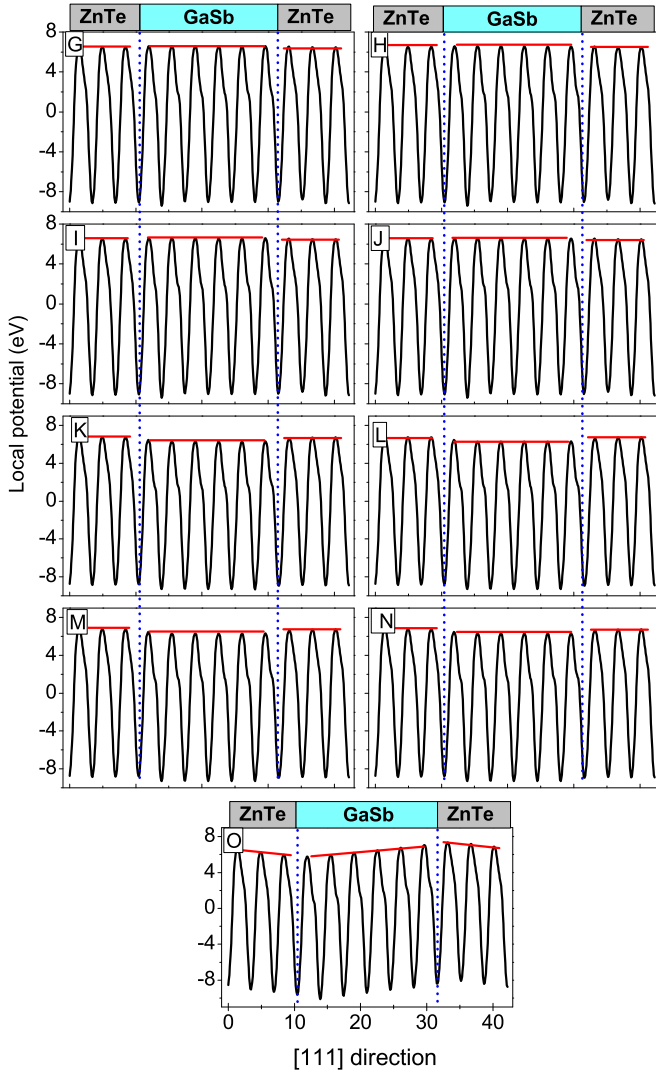 ZnTe GaSb ZnTe ZnTe GaSb ZnTe
8 G H
4
0
-4
-8
8 I J
4
0
-4
-8
8 K L
4
0
-4
-8
8 M N
4
0
-4
-8
Local potential (eV)
ZnTe GaSb ZnTe
8 O
4
0
-4
-8
0 10 20 30 40
[111] direction